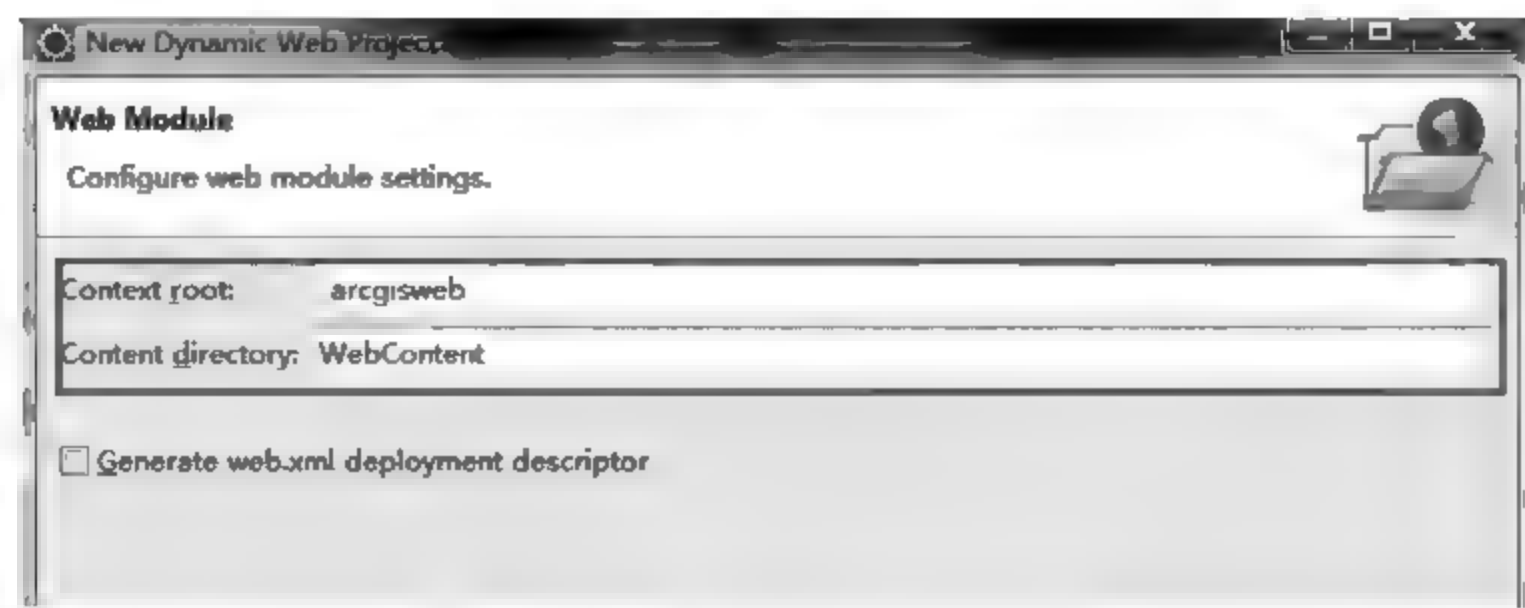 New Dynamic Web Project
Web Module
Configure web module settings.
Context root: arcgisweb
Content directory: WebContent
Generate web.xml deployment descriptor